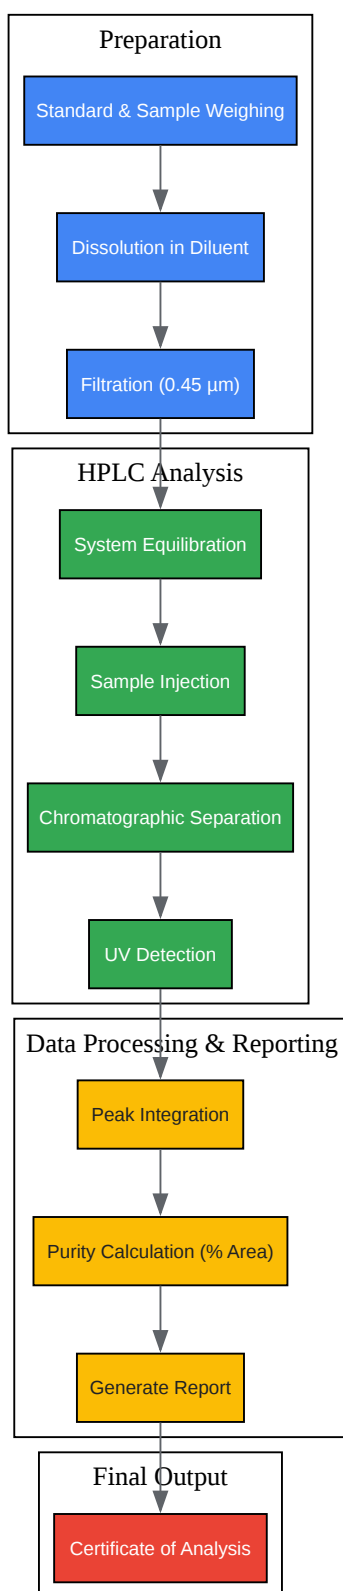 Preparation
Standard & Sample Weighing
Dissolution in Diluent
Filtration (0.45 µm)
HPLC Analysis
System Equilibration
Sample Injection
Chromatographic Separation
UV Detection
Data Processing & Reporting
Peak Integration
Purity Calculation (% Area)
Generate Report
Final Output
Certificate of Analysis